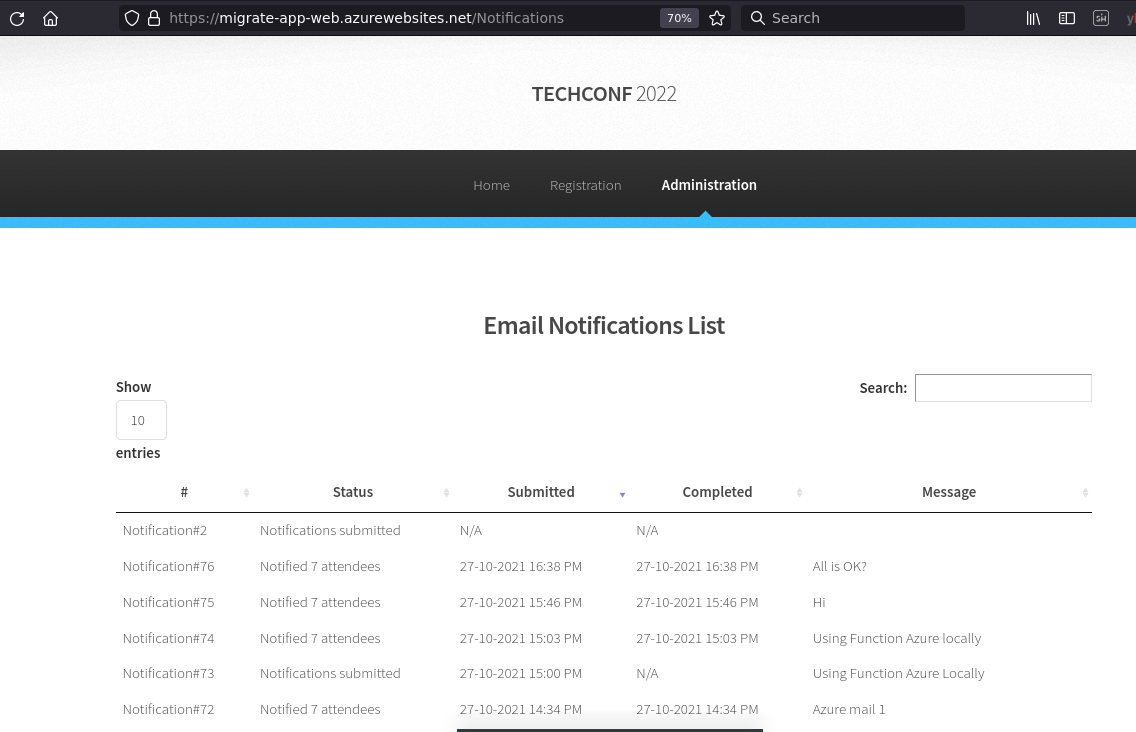 https://migrate-app-web.azurewebsites.net/Notifications 70% Search
TECHCONF 2022
Home Registration Administration
Email Notifications List
Show
Search:
10
entries
# Status Submitted Completed Message
Notification#2 Notifications submitted N/A N/A
Notification#76 Notified 7 attendees 27-10-2021 16:38 PM 27-10-2021 16:38 PM All is OK?
Notification#75 Notified 7 attendees 27-10-2021 15:46 PM 27-10-2021 15:46 PM Hi
Notification#74 Notified 7 attendees 27-10-2021 15:03 PM 27-10-2021 15:03 PM Using Function Azure locally
Notification#73 Notifications submitted 27-10-2021 15:00 PM N/A Using Function Azure Locally
Notification#72 Notified 7 attendees 27-10-2021 14:34 PM 27-10-2021 14:34 PM Azure mail 1